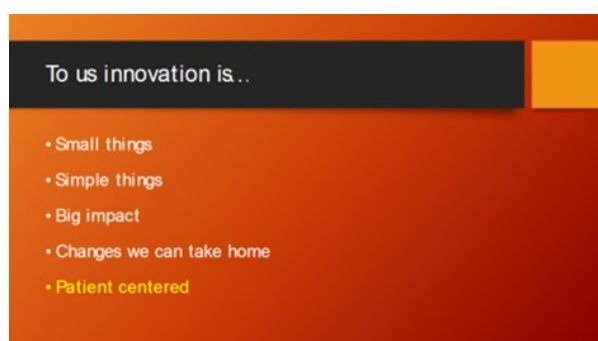 To us innovation is...
• Small things
• Simple things
• Big impact
• Changes we can take home
• Patient centered